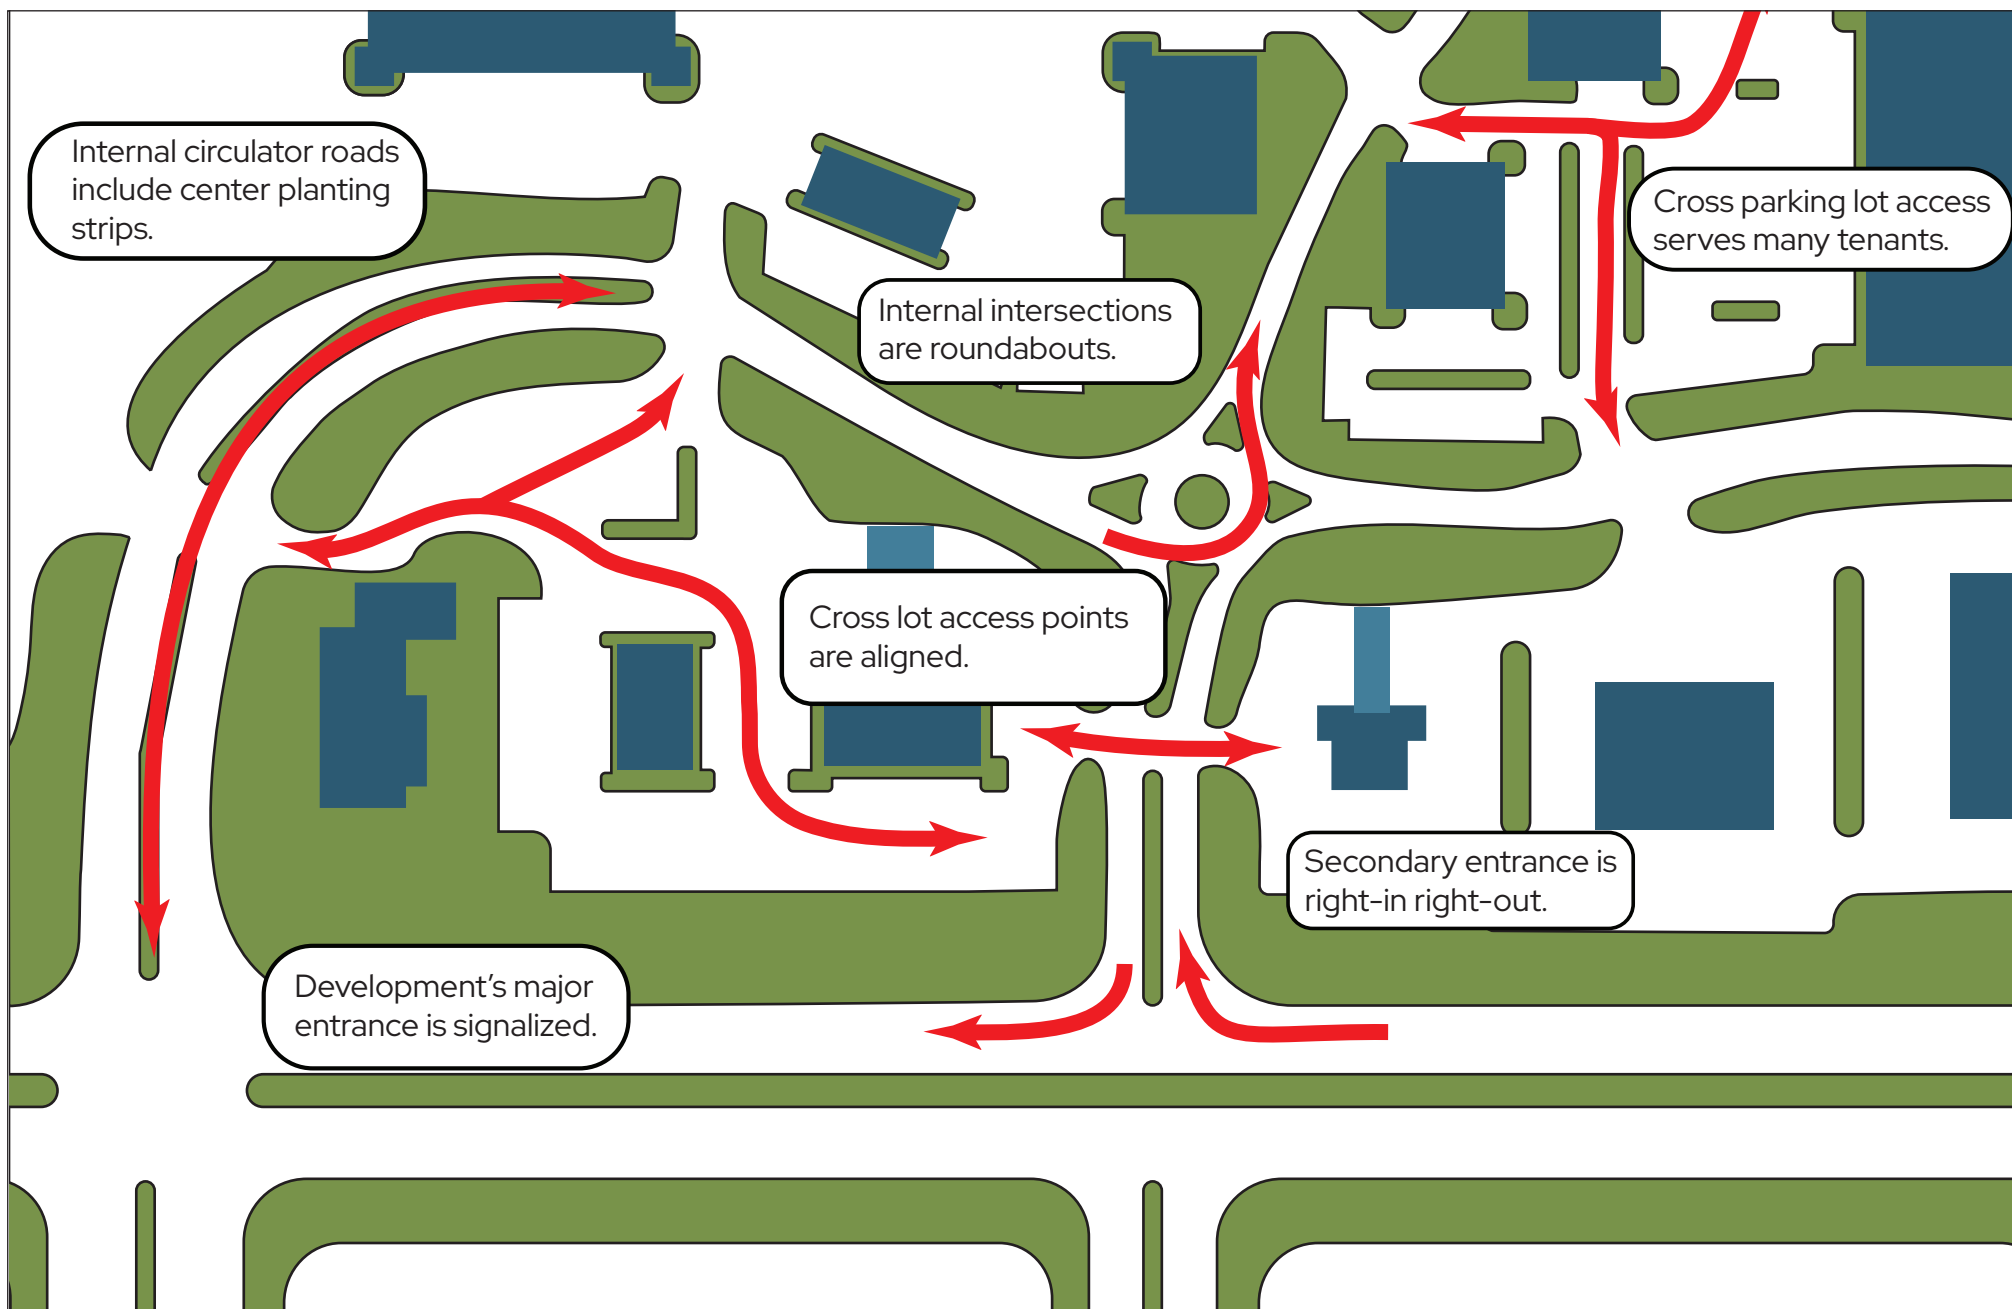 Internal circulator roads
include center planting
strips.
Cross parking lot access
serves many tenants.
Internal intersections
are roundabouts.
Cross lot access points
are aligned.
Secondary entrance is
right-in right-out.
Development’s major
entrance is signalized.